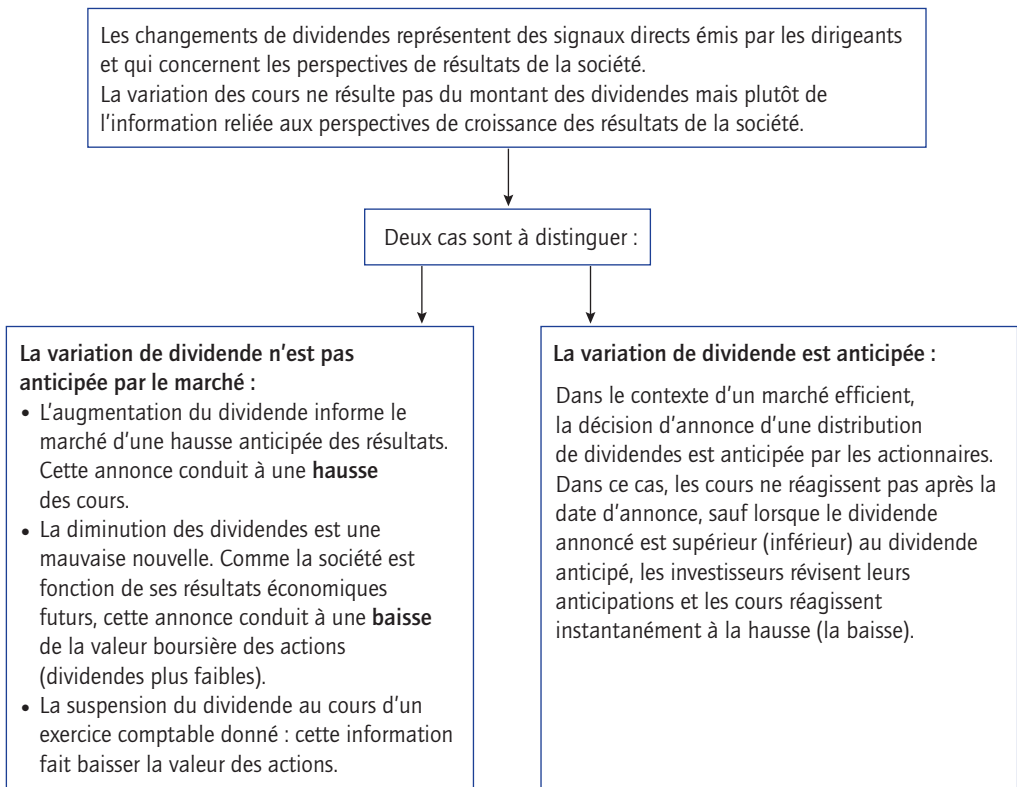 Les changements de dividendes représentent des signaux directs émis par les dirigeants
et qui concernent les perspectives de résultats de la société.
La variation des cours ne résulte pas du montant des dividendes mais plutôt de
l'information reliée aux perspectives de croissance des résultats de la société.
Deux cas sont à distinguer :
La variation de dividende n'est pas
anticipée par le marché :
• L'augmentation du dividende informe le
marché d'une hausse anticipée des résultats.
Cette annonce conduit à une hausse
des cours.
• La diminution des dividendes est une
mauvaise nouvelle. Comme la société est
fonction de ses résultats économiques
futurs, cette annonce conduit à une baisse
de la valeur boursière des actions
(dividendes plus faibles).
• La suspension du dividende au cours d'un
exercice comptable donné : cette information
fait baisser la valeur des actions.
La variation de dividende est anticipée :
Dans le contexte d'un marché efficient,
la décision d'annonce d'une distribution
de dividendes est anticipée par les actionnaires.
Dans ce cas, les cours ne réagissent pas après la
date d'annonce, sauf lorsque le dividende
annoncé est supérieur (inférieur) au dividende
anticipé, les investisseurs révisent leurs
anticipations et les cours réagissent
instantanément à la hausse (la baisse).